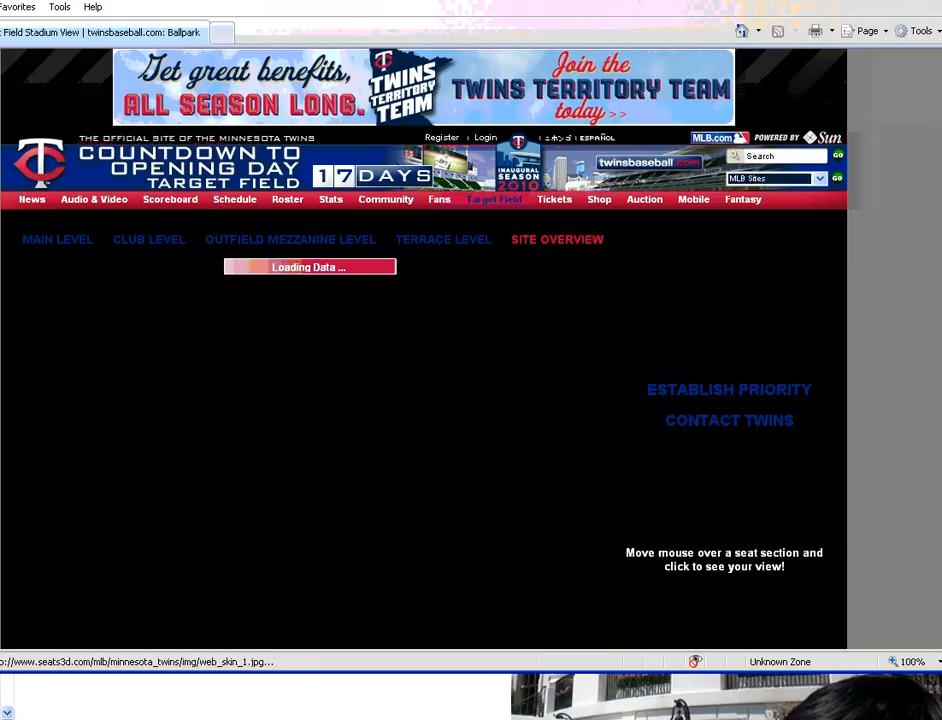 Favorites Tools Help
Field Stadium View | twinsbaseball.com: Ballpark
Page Tools
Get great benefits,
ALL SEASON LONG.
TWINS TERRITORY TEAM
Join the
TWINS TERRITORY TEAM
today >>
THE OFFICIAL SITE OF THE MINNESOTA TWINS
Register | Login | ESPAÑOL
MLB.com POWERED BY Sun
TC
COUNTDOWN TO
OPENING DAY
TARGET FIELD
17 DAYS
INAUGURAL
SEASON
2010
twinsbaseball.com
Search GO
MLB Sites GO
News Audio & Video Scoreboard Schedule Roster Stats Community Fans Target Field Tickets Shop Auction Mobile Fantasy
MAIN LEVEL CLUB LEVEL OUTFIELD MEZZANINE LEVEL TERRACE LEVEL SITE OVERVIEW
Loading Data ...
ESTABLISH PRIORITY
CONTACT TWINS
Move mouse over a seat section and
click to see your view!
p://www.seats3d.com/mlb/minnesota_twins/img/web_skin_1.jpg...
Unknown Zone
100%